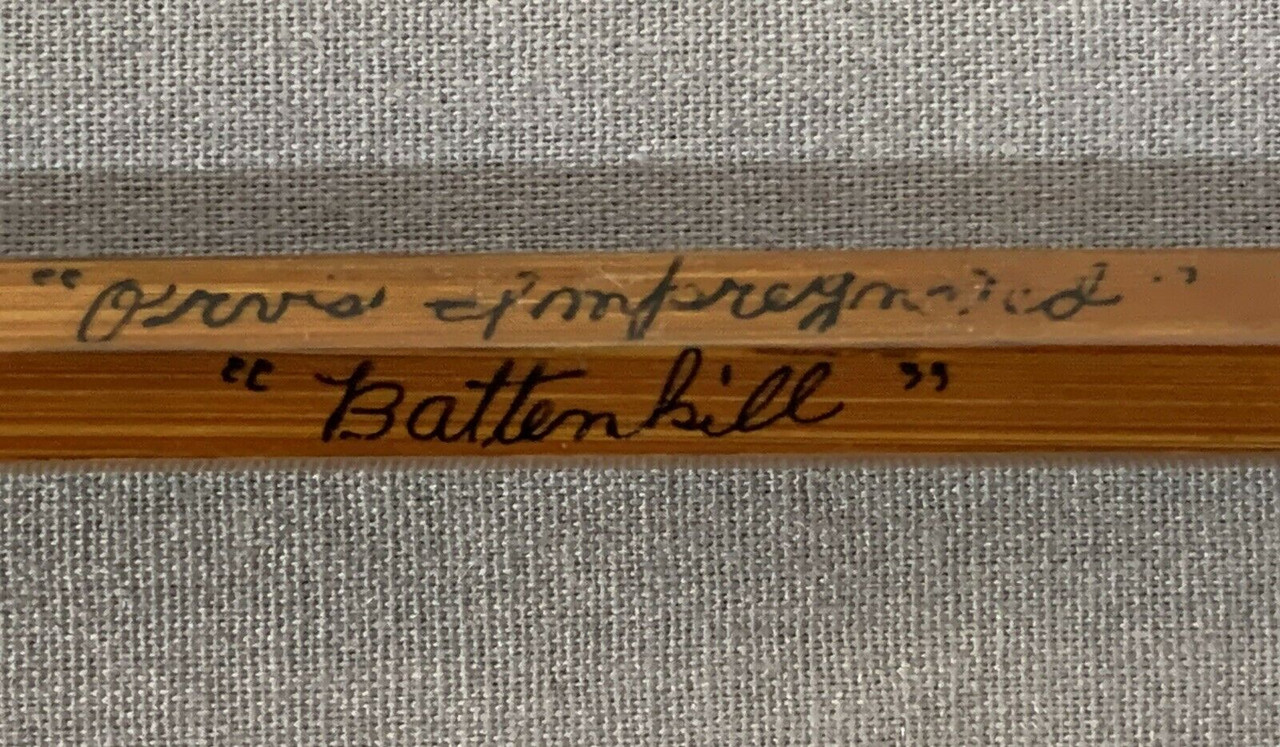 "Orvis Impregnated"
"Battenkill"